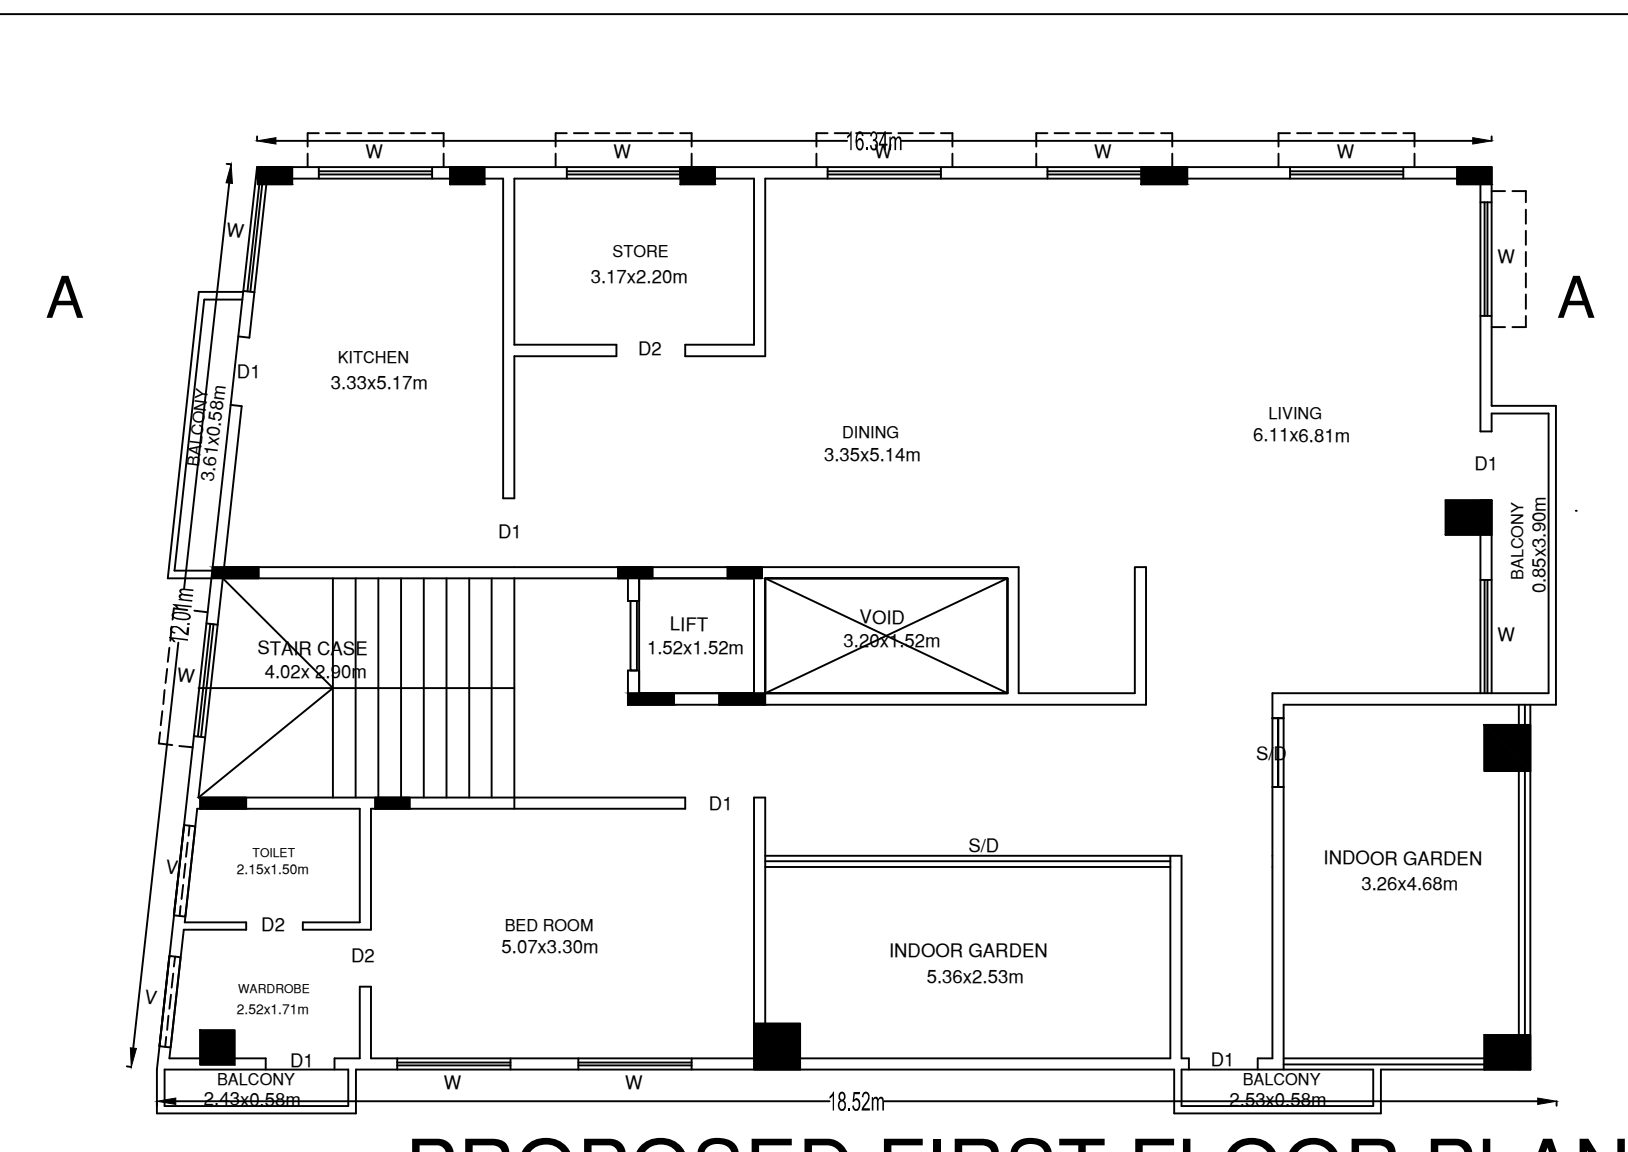 16.34m
W
W
W
W
W
W
W
A
A
STORE
3.17x2.20m
D2
KITCHEN
3.33x5.17m
D1
BALCONY
3.61x0.58m
DINING
3.35x5.14m
LIVING
6.11x6.81m
D1
BALCONY
0.85x3.90m
D1
12.01m
LIFT
1.52x1.52m
VOID
3.20x1.52m
STAIR CASE
4.02x 2.90m
W
W
S/D
D1
S/D
TOILET
2.15x1.50m
V
INDOOR GARDEN
3.26x4.68m
D2
BED ROOM
5.07x3.30m
D2
INDOOR GARDEN
5.36x2.53m
WARDROBE
2.52x1.71m
V
D1
D1
BALCONY
2.43x0.58m
W
W
BALCONY
2.53x0.58m
18.52m
PROPOSED FIRST FLOOR PLAN